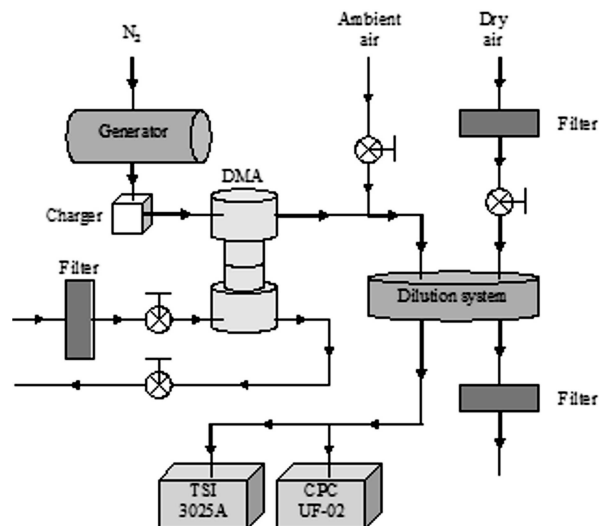 N₂
Ambient
air
Dry
air
Generator
Filter
DMA
Charger
Filter
Dilution system
Filter
TSI
3025A
CPC
UF-02